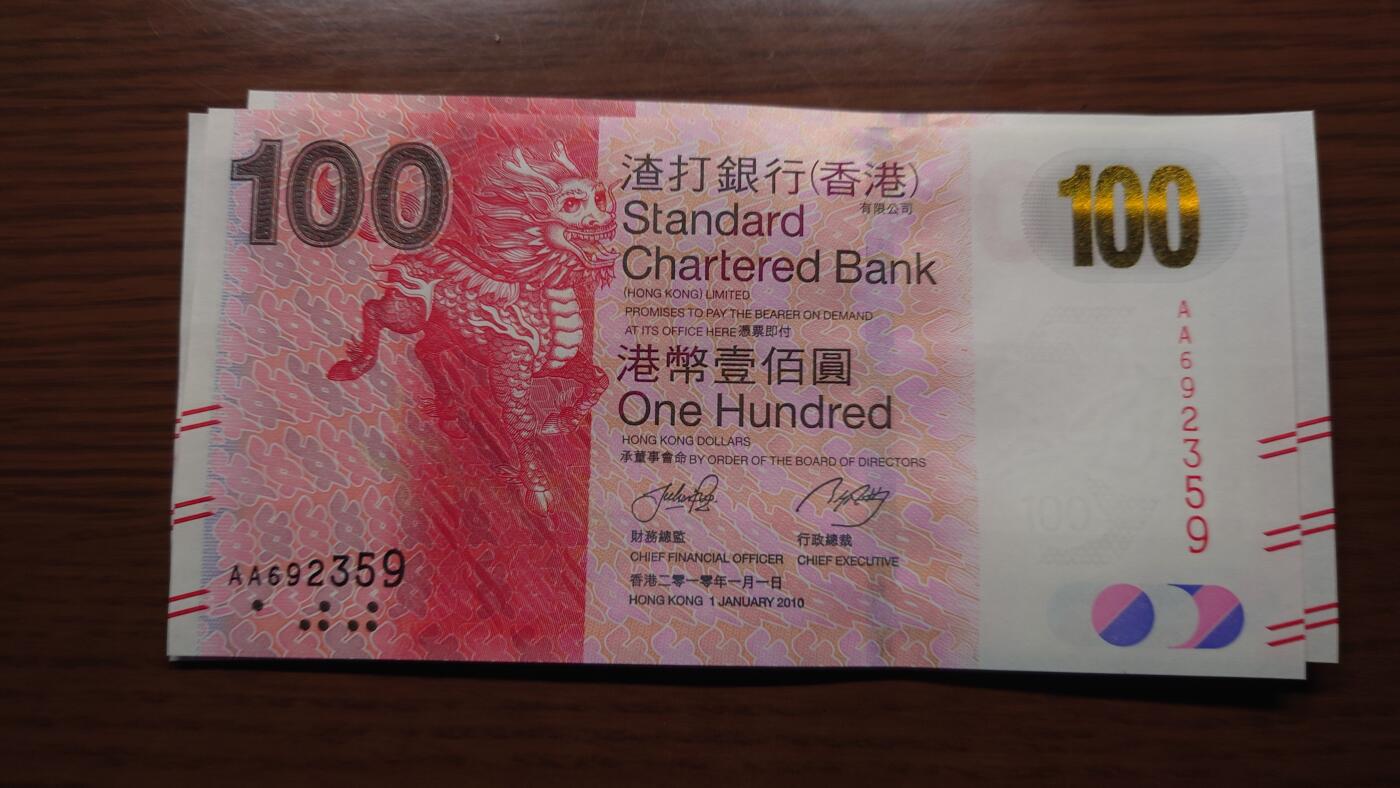 100
渣打銀行(香港)
有限公司
Standard
Chartered Bank
(HONG KONG) LIMITED
PROMISES TO PAY THE BEARER ON DEMAND
AT ITS OFFICE HERE憑票即付
港幣壹佰圓
One Hundred
HONG KONG DOLLARS
承董事會命 BY ORDER OF THE BOARD OF DIRECTORS
財務總監 行政總裁
CHIEF FINANCIAL OFFICER CHIEF EXECUTIVE
香港二零一零年一月一日
HONG KONG 1 JANUARY 2010
AA692359
100
AA692359